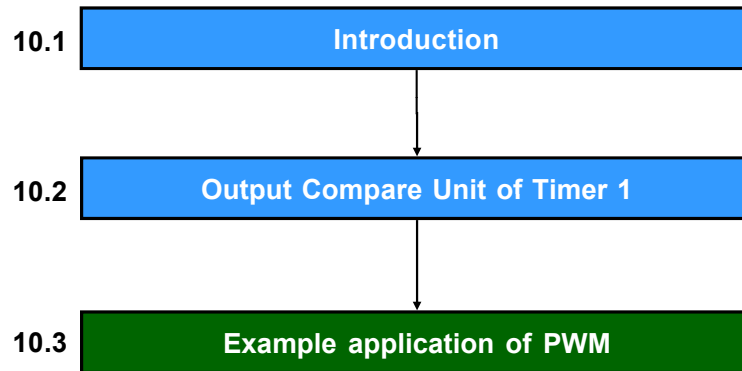 10.1 Introduction
10.2 Output Compare Unit of Timer 1
10.3 Example application of PWM